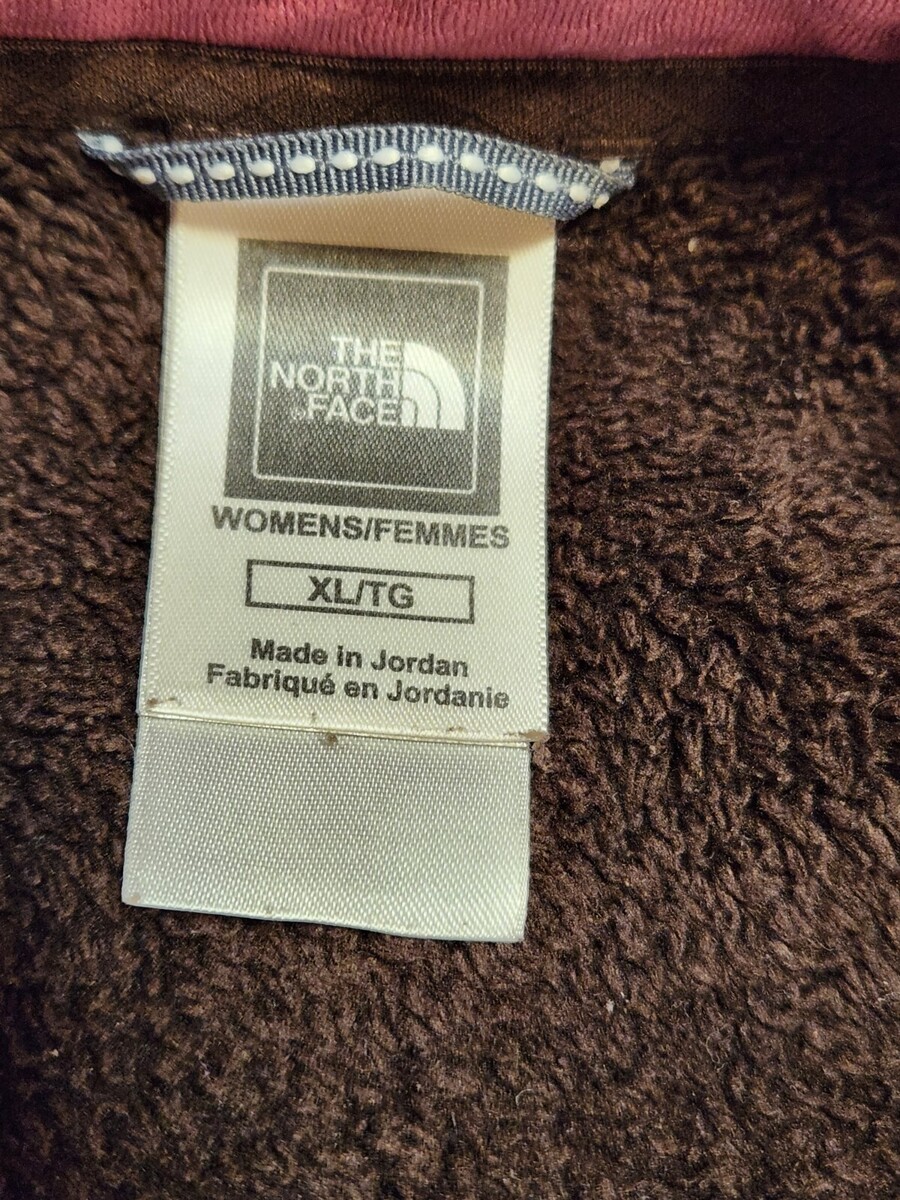 THE
NORTH
FACE
WOMENS/FEMMES
XL/TG
Made in Jordan
Fabriqué en Jordanie